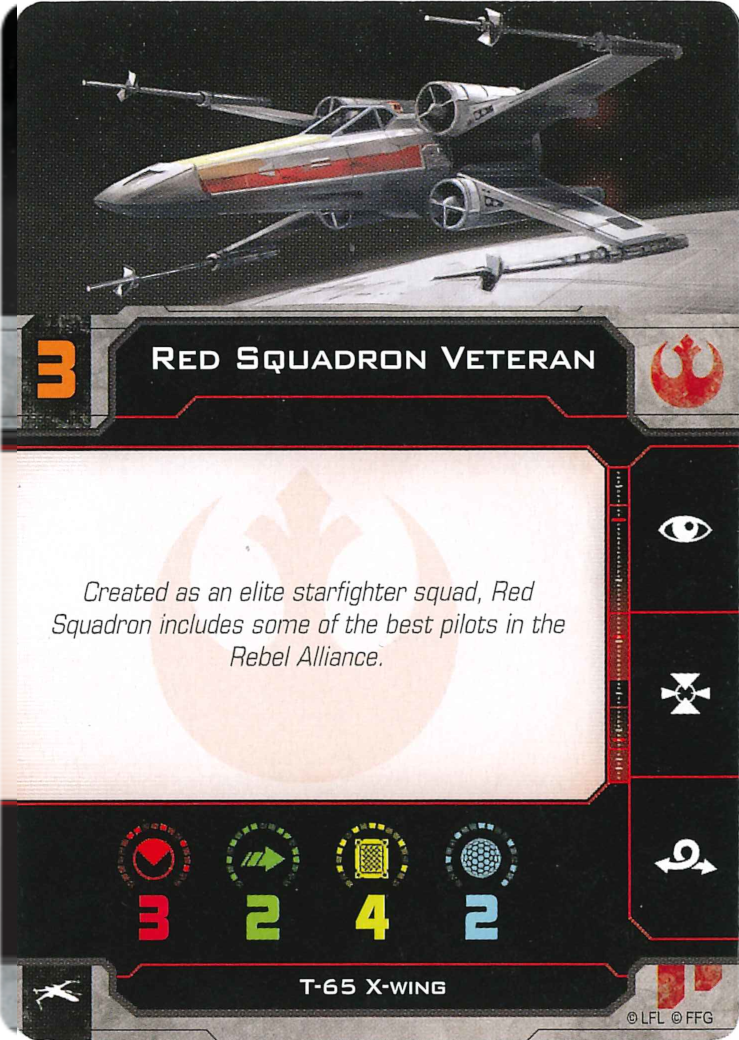 3
RED SQUADRON VETERAN
Created as an elite starfighter squad, Red
Squadron includes some of the best pilots in the
Rebel Alliance.
3 2 4 2
T-65 X-WING
© LFL © FFG